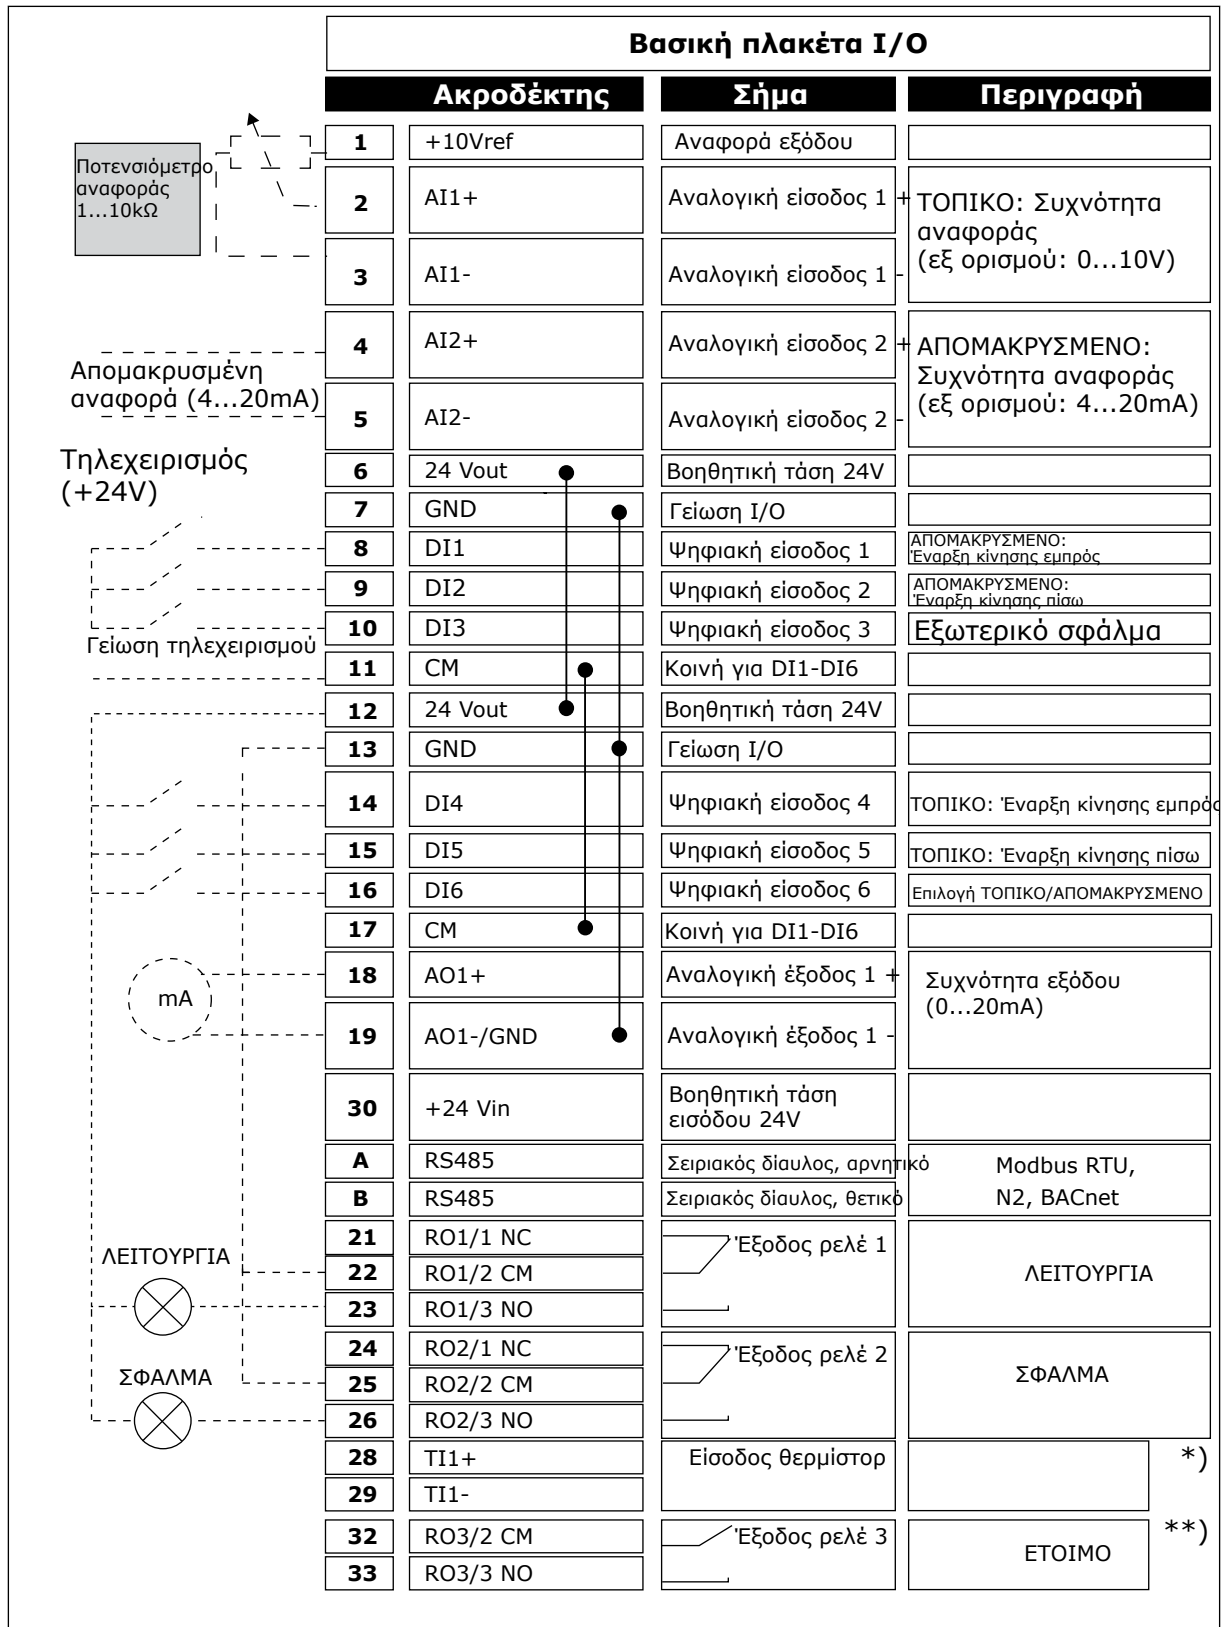 Βασική πλακέτα I/O
Ακροδέκτης Σήμα Περιγραφή
1 +10Vref Αναφορά εξόδου
Ποτενσιόμετρο
αναφοράς
1...10kΩ
2 AI1+ Αναλογική είσοδος 1 +
3 AI1- Αναλογική είσοδος 1 -
ΤΟΠΙΚΟ: Συχνότητα
αναφοράς
(εξ ορισμού: 0...10V)
4 AI2+ Αναλογική είσοδος 2 +
Απομακρυσμένη
αναφορά (4...20mA)
5 AI2- Αναλογική είσοδος 2 -
ΑΠΟΜΑΚΡΥΣΜΕΝΟ:
Συχνότητα αναφοράς
(εξ ορισμού: 4...20mA)
Τηλεχειρισμός
(+24V)
6 24 Vout Βοηθητική τάση 24V
7 GND Γείωση I/O
8 DI1 Ψηφιακή είσοδος 1
ΑΠΟΜΑΚΡΥΣΜΕΝΟ:
Έναρξη κίνησης εμπρός
9 DI2 Ψηφιακή είσοδος 2
ΑΠΟΜΑΚΡΥΣΜΕΝΟ:
Έναρξη κίνησης πίσω
10 DI3 Ψηφιακή είσοδος 3 Εξωτερικό σφάλμα
Γείωση τηλεχειρισμού
11 CM Κοινή για DI1-DI6
12 24 Vout Βοηθητική τάση 24V
13 GND Γείωση I/O
14 DI4 Ψηφιακή είσοδος 4 ΤΟΠΙΚΟ: Έναρξη κίνησης εμπρός
15 DI5 Ψηφιακή είσοδος 5 ΤΟΠΙΚΟ: Έναρξη κίνησης πίσω
16 DI6 Ψηφιακή είσοδος 6 Επιλογή ΤΟΠΙΚΟ/ΑΠΟΜΑΚΡΥΣΜΕΝΟ
17 CM Κοινή για DI1-DI6
18 AO1+ Αναλογική έξοδος 1 +
mA
19 AO1-/GND Αναλογική έξοδος 1 -
Συχνότητα εξόδου
(0...20mA)
30 +24 Vin Βοηθητική τάση
εισόδου 24V
A RS485 Σειριακός δίαυλος, αρνητικό
B RS485 Σειριακός δίαυλος, θετικό
Modbus RTU,
N2, BACnet
21 RO1/1 NC Έξοδος ρελέ 1
ΛΕΙΤΟΥΡΓΙΑ
22 RO1/2 CM ΛΕΙΤΟΥΡΓΙΑ
23 RO1/3 NO
24 RO2/1 NC Έξοδος ρελέ 2
ΣΦΑΛΜΑ
25 RO2/2 CM ΣΦΑΛΜΑ
26 RO2/3 NO
28 TI1+ Είσοδος θερμίστορ *)
29 TI1-
32 RO3/2 CM Έξοδος ρελέ 3 **)
ΕΤΟΙΜΟ
33 RO3/3 NO